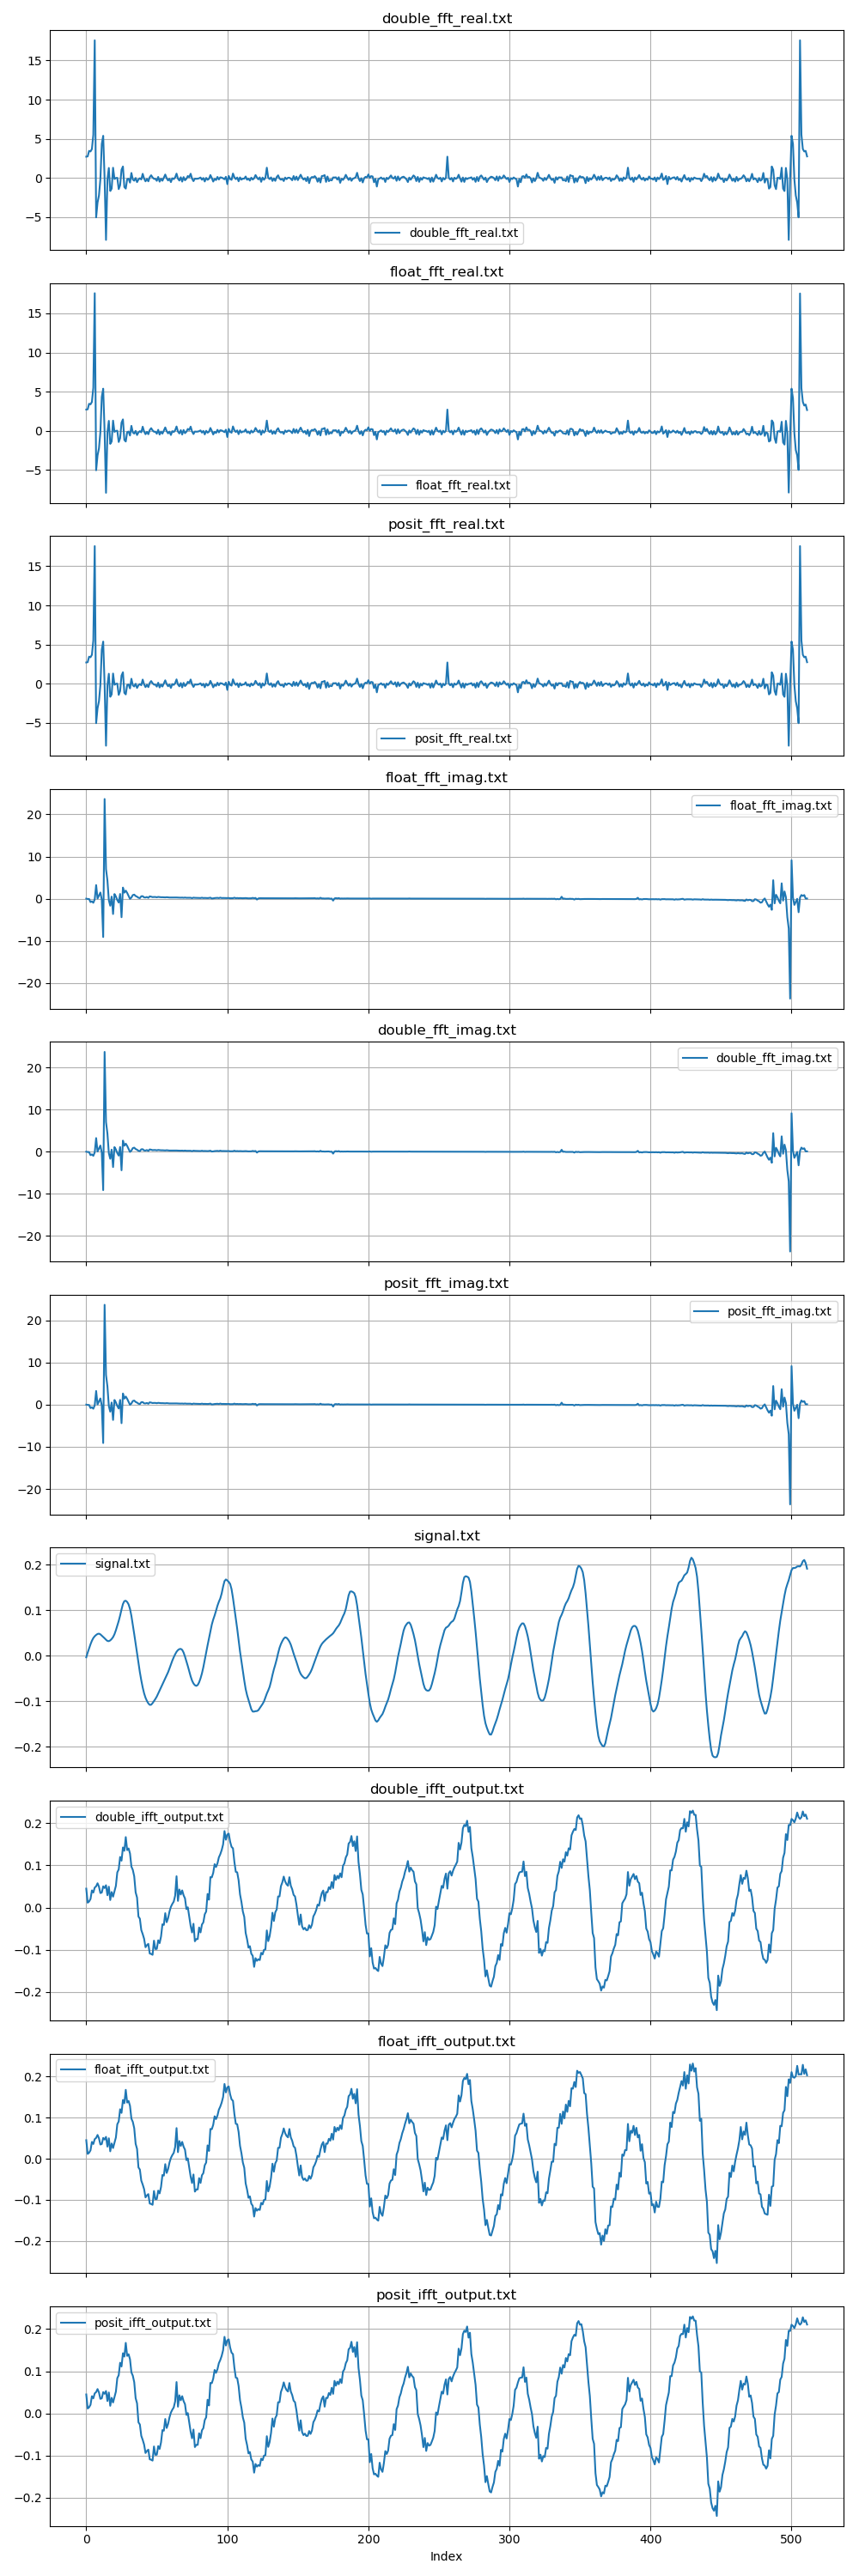 double_fft_real.txt
15
10
5
0
−5
double_fft_real.txt
float_fft_real.txt
15
10
5
0
−5
float_fft_real.txt
posit_fft_real.txt
15
10
5
0
−5
posit_fft_real.txt
float_fft_imag.txt
20
10
0
−10
−20
float_fft_imag.txt
double_fft_imag.txt
20
10
0
−10
−20
double_fft_imag.txt
posit_fft_imag.txt
20
10
0
−10
−20
posit_fft_imag.txt
signal.txt
0.2
0.1
0.0
−0.1
−0.2
signal.txt
double_ifft_output.txt
0.2
0.1
0.0
−0.1
−0.2
double_ifft_output.txt
float_ifft_output.txt
0.2
0.1
0.0
−0.1
−0.2
float_ifft_output.txt
posit_ifft_output.txt
0.2
0.1
0.0
−0.1
−0.2
posit_ifft_output.txt
0 100 200 300 400 500
Index